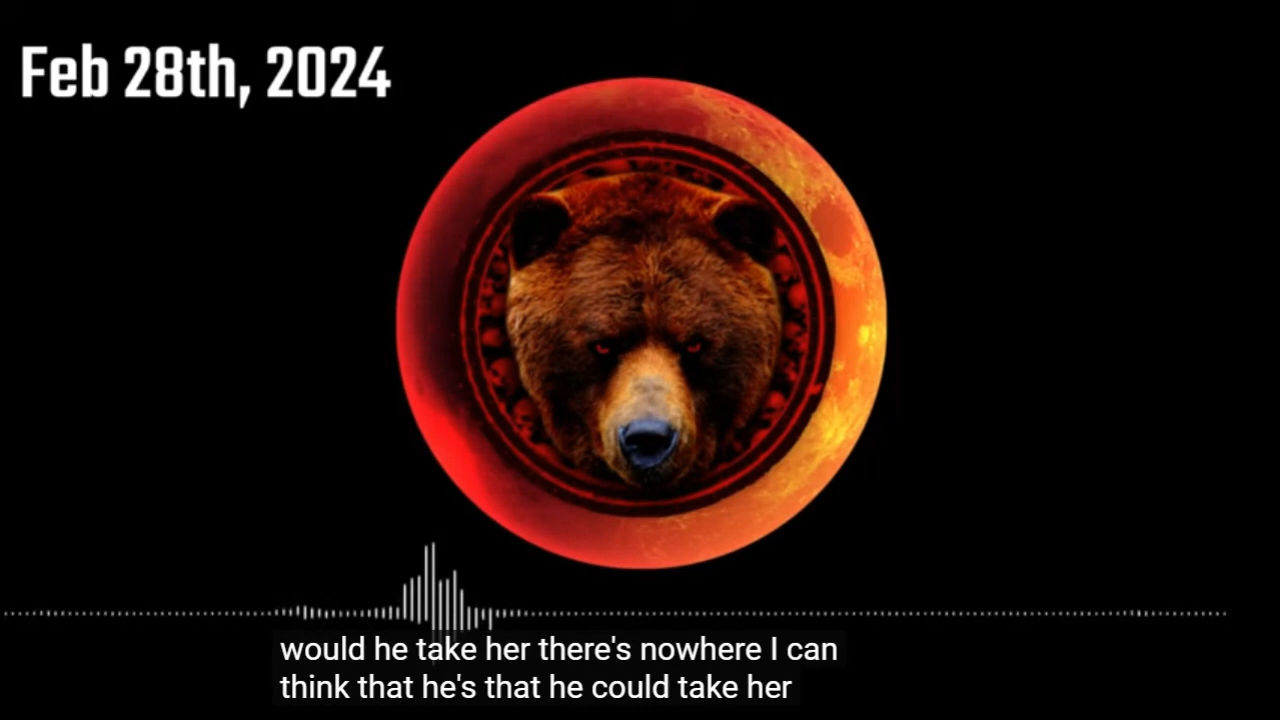 Feb 28th, 2024
would he take her there's nowhere I can
think that he's that he could take her